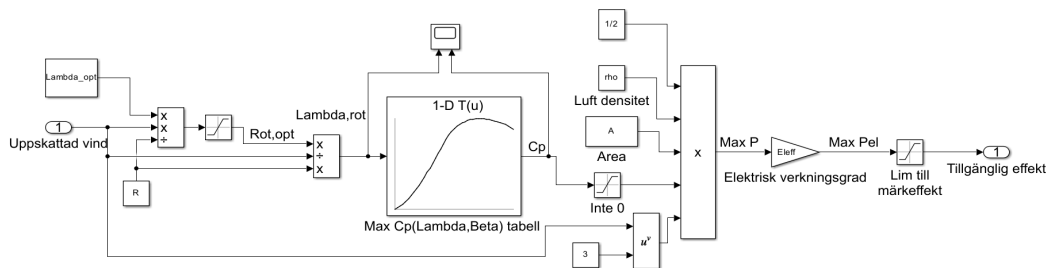 1/2
Lambda_opt
rho
1-D T(u)
Luft densitet
Lambda,rot
x
x
÷
1
Rot,opt
x
÷
x
Cp
A
x
Max P
Eleff
Max Pel
1
Uppskattad vind
Area
Elektrisk verkningsgrad
Lim till
märkeffekt
Tillgänglig effekt
R
Inte 0
Max Cp(Lambda,Beta) tabell
u^v
3